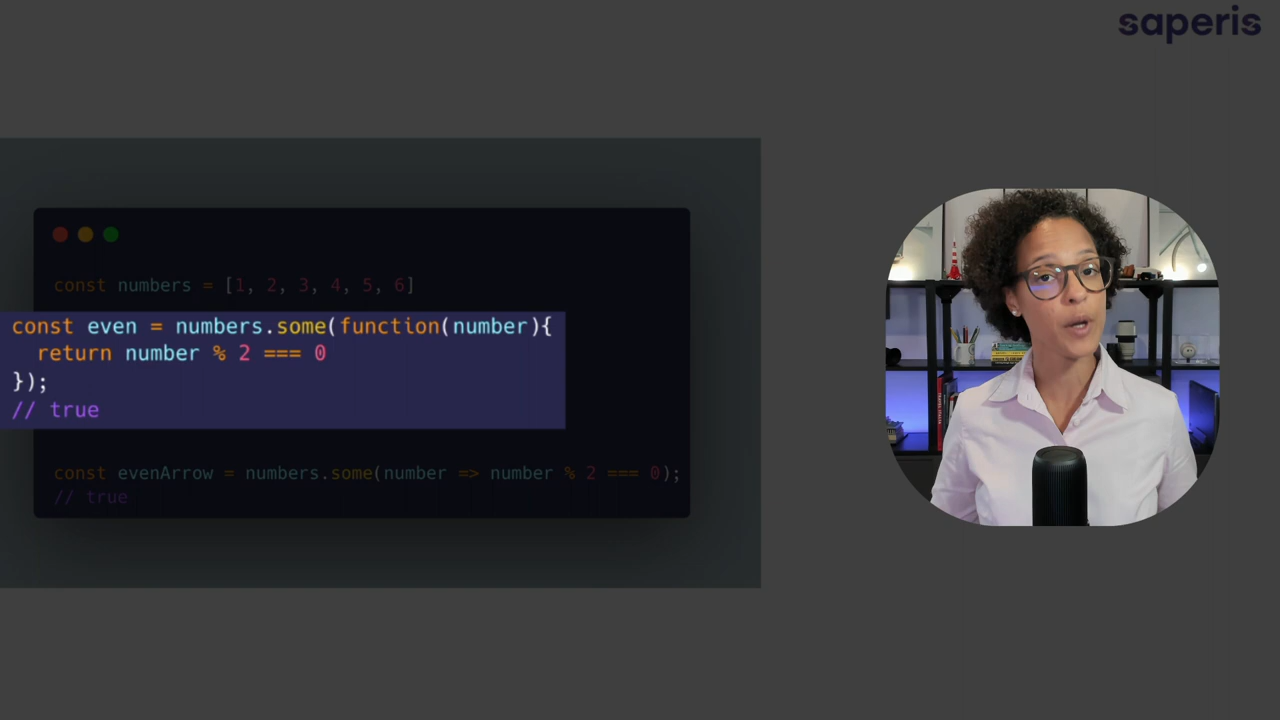 saperis
const numbers = [1, 2, 3, 4, 5, 6]
const even = numbers.some(function(number){
return number % 2 === 0
});
// true
const evenArrow = numbers.some(number => number % 2 === 0);
// true